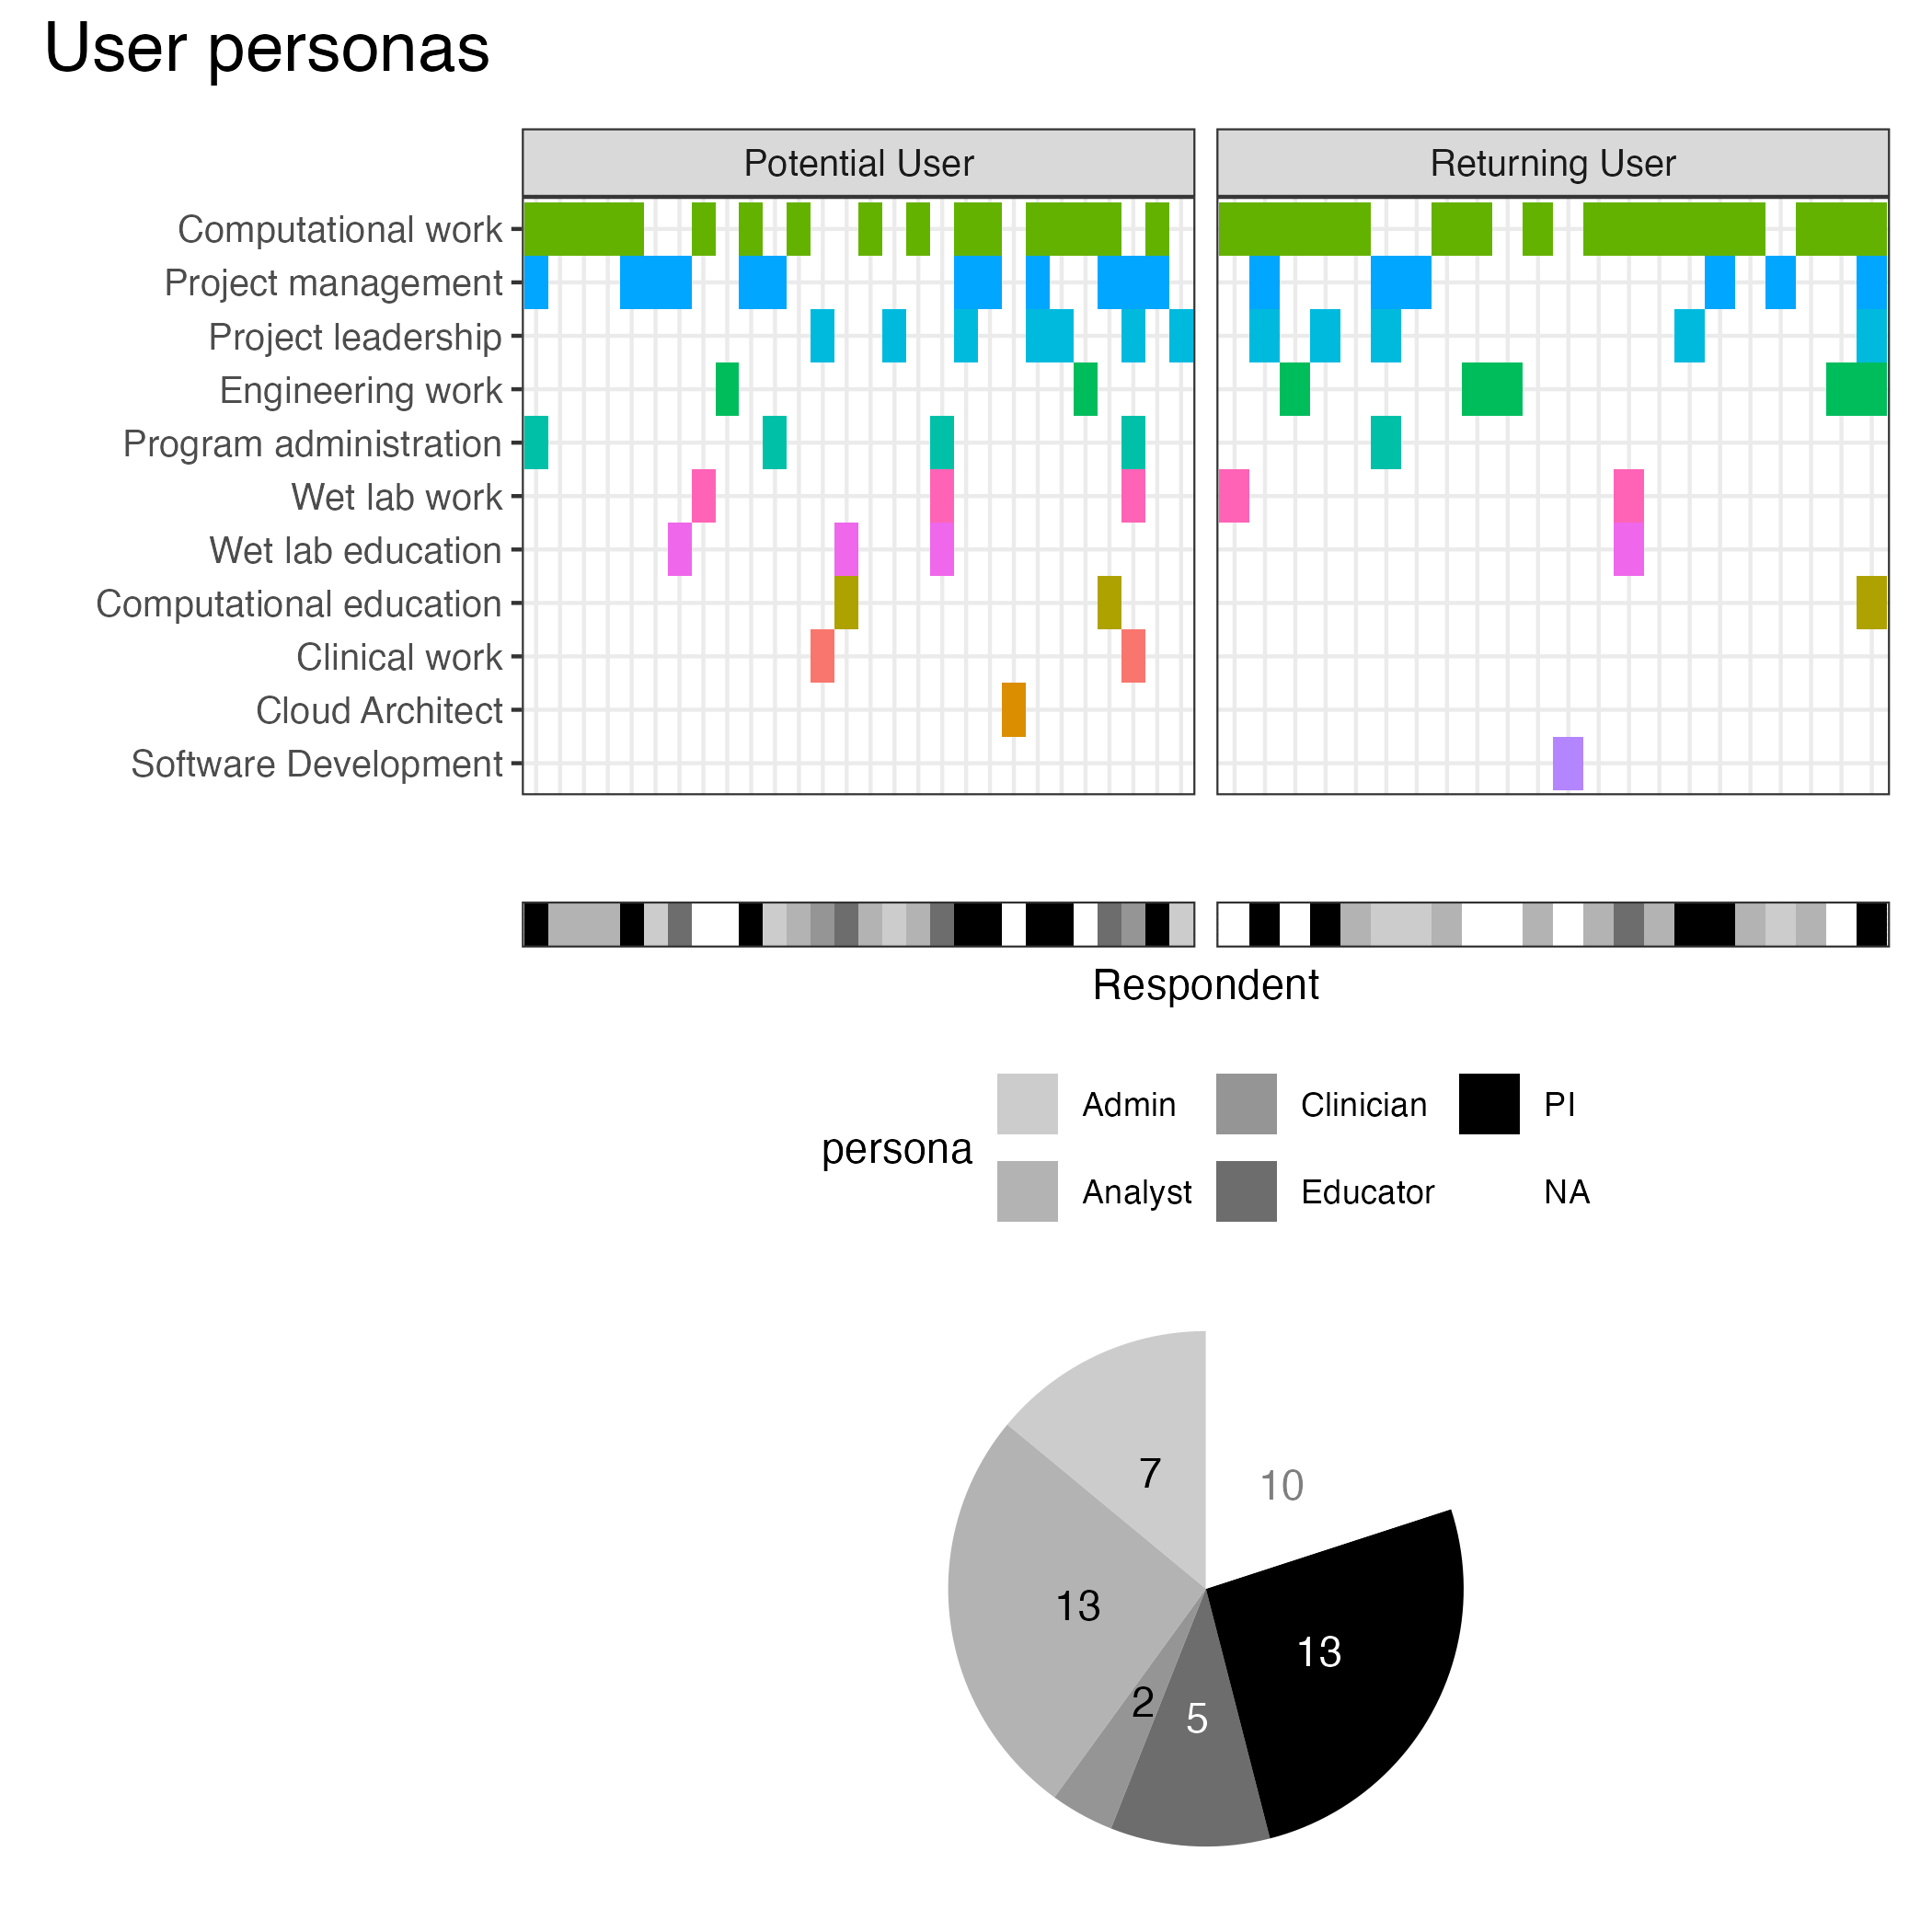 User personas
Potential User
Returning User
Computational work
Project management
Project leadership
Engineering work
Program administration
Wet lab work
Wet lab education
Computational education
Clinical work
Cloud Architect
Software Development
Respondent
persona
Admin
Clinician
PI
Analyst
Educator
NA
7
10
13
13
2
5